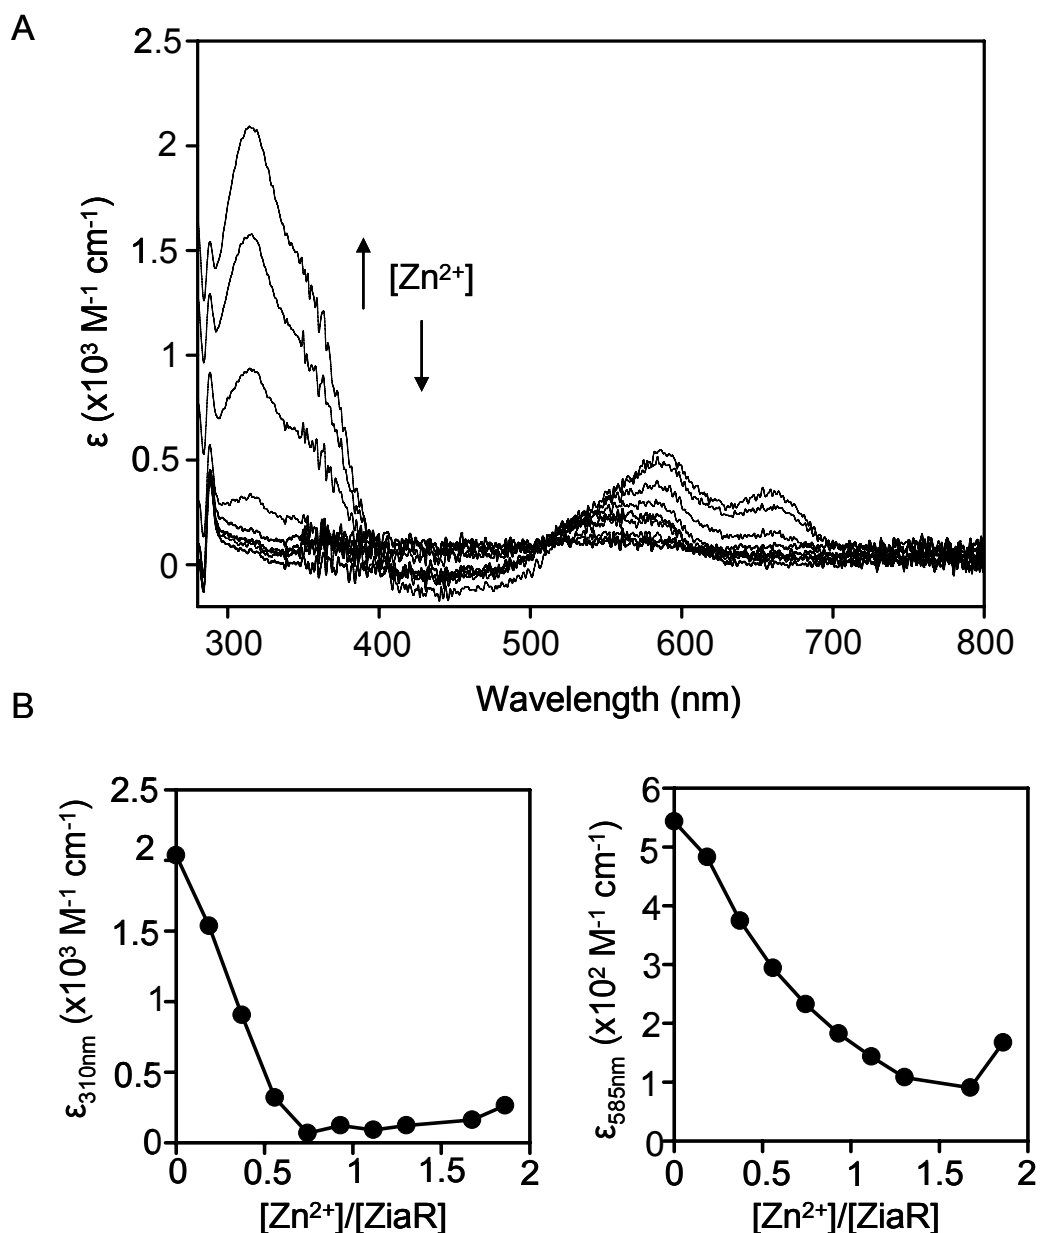 A
2.5
2
1.5
1
0.5
0
ε (x10³ M⁻¹ cm⁻¹)
[Zn²⁺]
300 400 500 600 700 800
Wavelength (nm)
B
2.5
2
1.5
1
0.5
0
ε310nm (x10³ M⁻¹ cm⁻¹)
0 0.5 1 1.5 2
[Zn²⁺]/[ZiaR]
6
5
4
3
2
1
0
ε585nm (x10² M⁻¹ cm⁻¹)
0 0.5 1 1.5 2
[Zn²⁺]/[ZiaR]